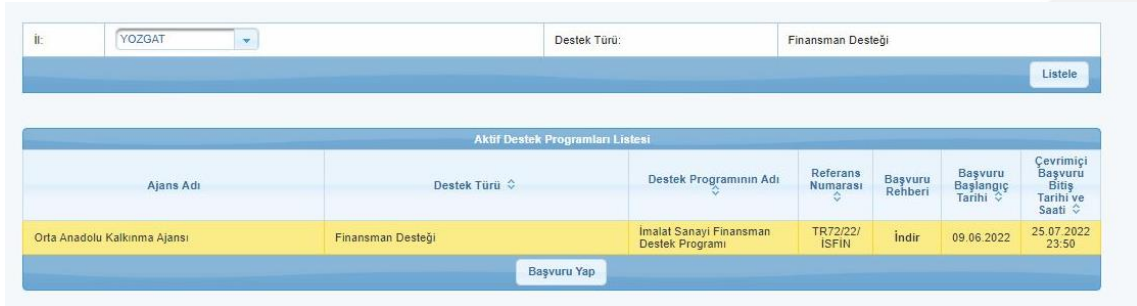 İl:
YOZGAT
Destek Türü:
Finansman Desteği
Listele
Aktif Destek Programları Listesi
Ajans Adı
Destek Türü
Destek Programının Adı
Referans
Numarası
Başvuru
Rehberi
Başvuru
Başlangıç
Tarihi
Çevrimiçi
Başvuru
Bitiş
Tarihi ve
Saati
Orta Anadolu Kalkınma Ajansı
Finansman Desteği
İmalat Sanayi Finansman
Destek Programı
TR72/22/
İSFİN
İndir
09.06.2022
25.07.2022
23:50
Başvuru Yap